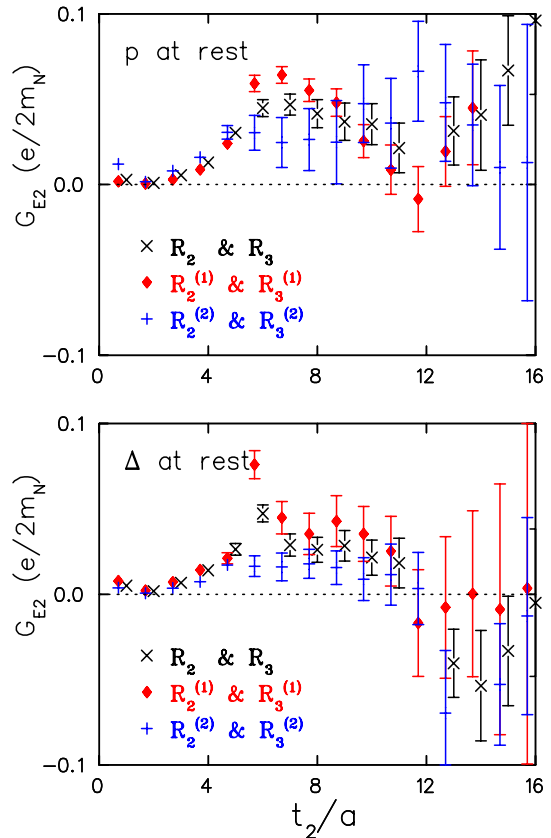 0.1
p at rest
G_E2 (e/2m_N)
0.0
× R_2 & R_3
♦ R_2^(1) & R_3^(1)
+ R_2^(2) & R_3^(2)
−0.1
0 4 8 12 16
0.1
Δ at rest
G_E2 (e/2m_N)
0.0
× R_2 & R_3
♦ R_2^(1) & R_3^(1)
+ R_2^(2) & R_3^(2)
−0.1
0 4 8 12 16
t_2/a